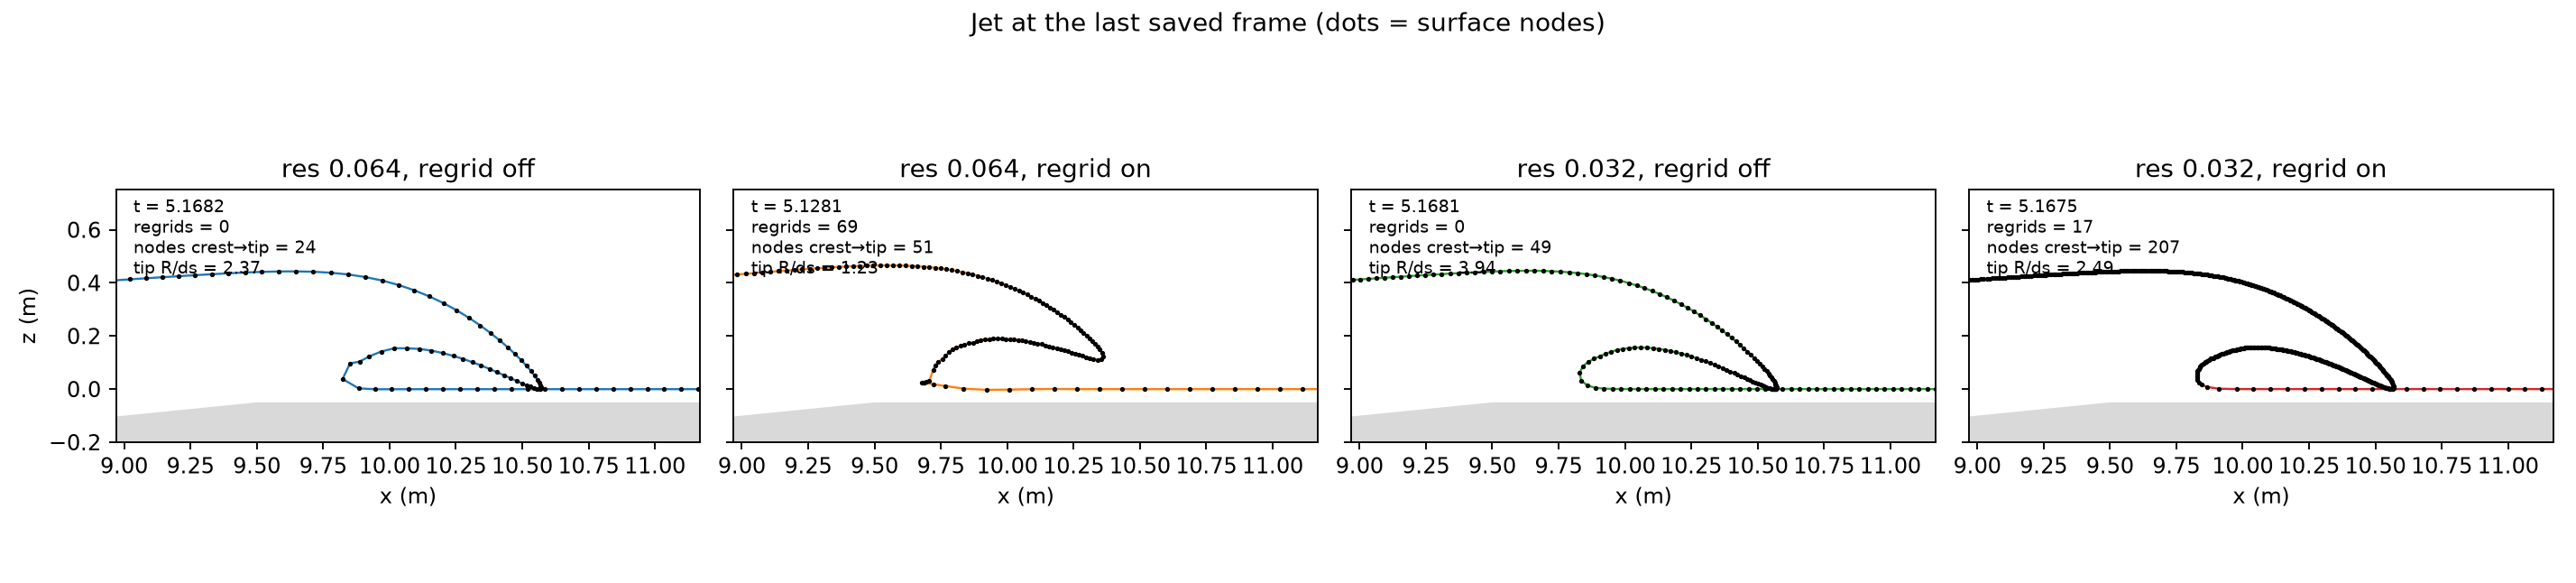 Jet at the last saved frame (dots = surface nodes)
res 0.064, regrid off
t = 5.1682
regrids = 0
nodes crest→tip = 24
tip R/ds = 2.37
z (m)
0.6
0.4
0.2
0.0
−0.2
9.00 9.25 9.50 9.75 10.00 10.25 10.50 10.75 11.00
x (m)
res 0.064, regrid on
t = 5.1281
regrids = 69
nodes crest→tip = 51
tip R/ds = 1.23
9.00 9.25 9.50 9.75 10.00 10.25 10.50 10.75 11.00
x (m)
res 0.032, regrid off
t = 5.1681
regrids = 0
nodes crest→tip = 49
tip R/ds = 3.94
9.00 9.25 9.50 9.75 10.00 10.25 10.50 10.75 11.00
x (m)
res 0.032, regrid on
t = 5.1675
regrids = 17
nodes crest→tip = 207
tip R/ds = 2.49
9.00 9.25 9.50 9.75 10.00 10.25 10.50 10.75 11.00
x (m)